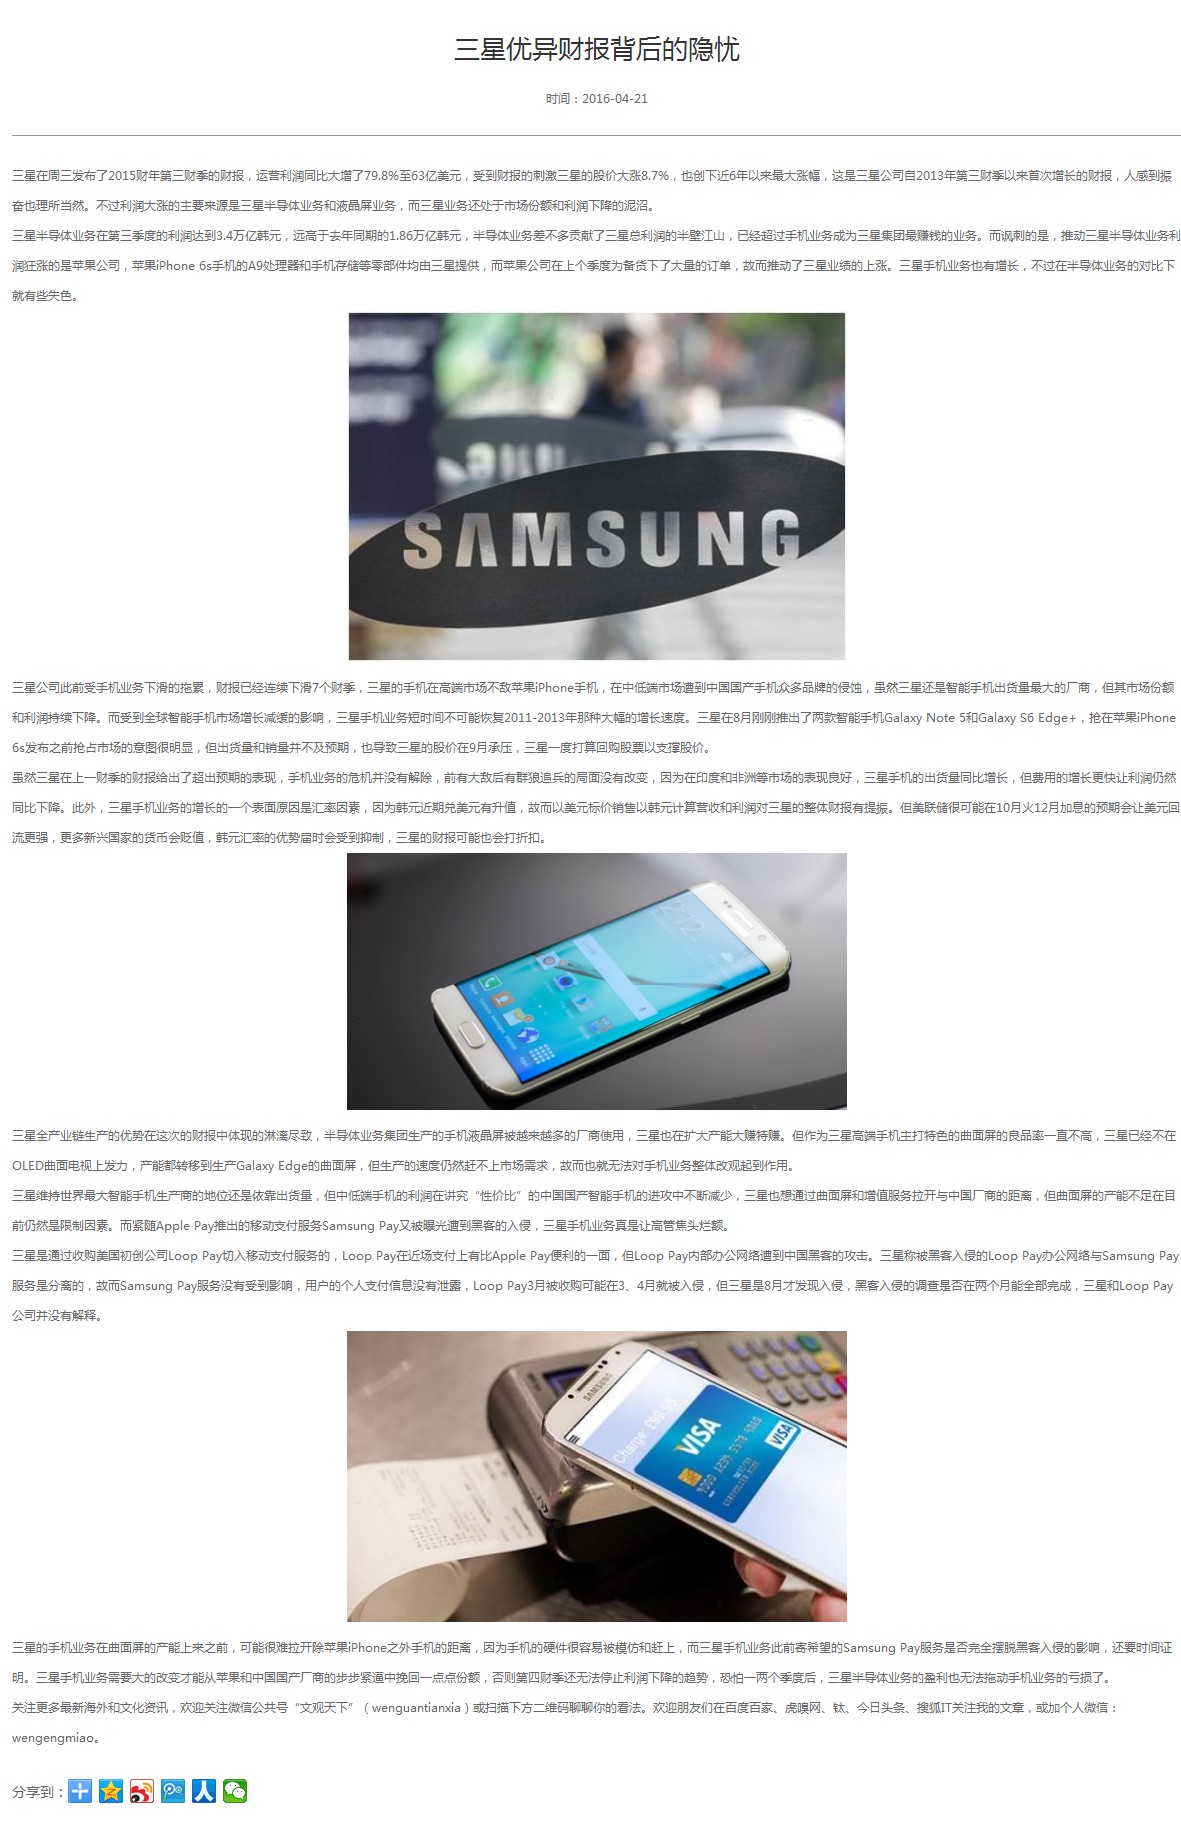 三星优异财报背后的隐忧
时间：2016-04-21
三星在周三发布了2015财年第三财季的财报，运营利润同比大增了79.8%至63亿美元，受到财报的刺激三星的股价大涨8.7%，也创下近6年以来最大涨幅，这是三星公司自2013年第三财季以来首次增长的财报，人感到振
奋也理所当然。不过利润大涨的主要来源是三星半导体业务和液晶屏业务，而三星业务还处于市场份额和利润下降的泥沼。
三星半导体业务在第三季度的利润达到3.4万亿韩元，远高于去年同期的1.86万亿韩元，半导体业务差不多贡献了三星总利润的半壁江山，已经超过手机业务成为三星集团最赚钱的业务。而讽刺的是，推动三星半导体业务利
润狂涨的是苹果公司，苹果iPhone 6s手机的A9处理器和手机存储等零部件均由三星提供，而苹果公司在上个季度为备货下了大量的订单，故而推动了三星业绩的上涨。三星手机业务也有增长，不过在半导体业务的对比下
就有些失色。
SAMSUNG
三星公司此前受手机业务下滑的拖累，财报已经连续下滑7个财季，三星的手机在高端市场不敌苹果iPhone手机，在中低端市场遭到中国国产手机众多品牌的侵蚀，虽然三星还是智能手机出货量最大的厂商，但其市场份额
和利润持续下降。而受到全球智能手机市场增长减缓的影响，三星手机业务短时间不可能恢复2011-2013年那种大幅的增长速度。三星在8月刚刚推出了两款智能手机Galaxy Note 5和Galaxy S6 Edge+，抢在苹果iPhone
6s发布之前抢占市场的意图很明显，但出货量和销量并不及预期，也导致三星的股价在9月承压，三星一度打算回购股票以支撑股价。
虽然三星在上一财季的财报给出了超出预期的表现，手机业务的危机并没有解除，前有大敌后有群狼追兵的局面没有改变，因为在印度和非洲等市场的表现良好，三星手机的出货量同比增长，但费用的增长更快让利润仍然
同比下降。此外，三星手机业务的增长的一个表面原因是汇率因素，因为韩元近期兑美元有升值，故而以美元标价销售以韩元计算营收和利润对三星的整体财报有提振。但美联储很可能在10月火12月加息的预期会让美元回
流更强，更多新兴国家的货币会贬值，韩元汇率的优势届时会受到抑制，三星的财报可能也会打折扣。
2:12
三星全产业链生产的优势在这次的财报中体现的淋漓尽致，半导体业务集团生产的手机液晶屏被越来越多的厂商使用，三星也在扩大产能大赚特赚。但作为三星高端手机主打特色的曲面屏的良品率一直不高，三星已经不在
OLED曲面电视上发力，产能都转移到生产Galaxy Edge的曲面屏，但生产的速度仍然赶不上市场需求，故而也就无法对手机业务整体改观起到作用。
三星维持世界最大智能手机生产商的地位还是依靠出货量，但中低端手机的利润在讲究“性价比”的中国国产智能手机的进攻中不断减少，三星也想通过曲面屏和增值服务拉开与中国厂商的距离，但曲面屏的产能不足在目
前仍然是限制因素。而紧随Apple Pay推出的移动支付服务Samsung Pay又被曝光遭到黑客的入侵，三星手机业务真是让高管焦头烂额。
三星是通过收购美国初创公司Loop Pay切入移动支付服务的，Loop Pay在近场支付上有比Apple Pay便利的一面，但Loop Pay内部办公网络遭到中国黑客的攻击。三星称被黑客入侵的Loop Pay办公网络与Samsung Pay
服务是分离的，故而Samsung Pay服务没有受到影响，用户的个人支付信息没有泄露，Loop Pay3月被收购可能在3、4月就被入侵，但三星是8月才发现入侵，黑客入侵的调查是否在两个月能全部完成，三星和Loop Pay
公司并没有解释。
SAMSUNG
Charge: £99.95
VISA
VISA
三星的手机业务在曲面屏的产能上来之前，可能很难拉开除苹果iPhone之外手机的距离，因为手机的硬件很容易被模仿和赶上，而三星手机业务此前寄希望的Samsung Pay服务是否完全摆脱黑客入侵的影响，还要时间证
明。三星手机业务需要大的改变才能从苹果和中国国产厂商的步步紧逼中挽回一点点份额，否则第四财季还无法停止利润下降的趋势，恐怕一两个季度后，三星半导体业务的盈利也无法拖动手机业务的亏损了。
关注更多最新海外和文化资讯，欢迎关注微信公共号“文观天下”（wenguantianxia）或扫描下方二维码聊聊你的看法。欢迎朋友们在百度百家、虎嗅网、钛、今日头条、搜狐IT关注我的文章，或加个人微信：
wengengmiao。
分享到：